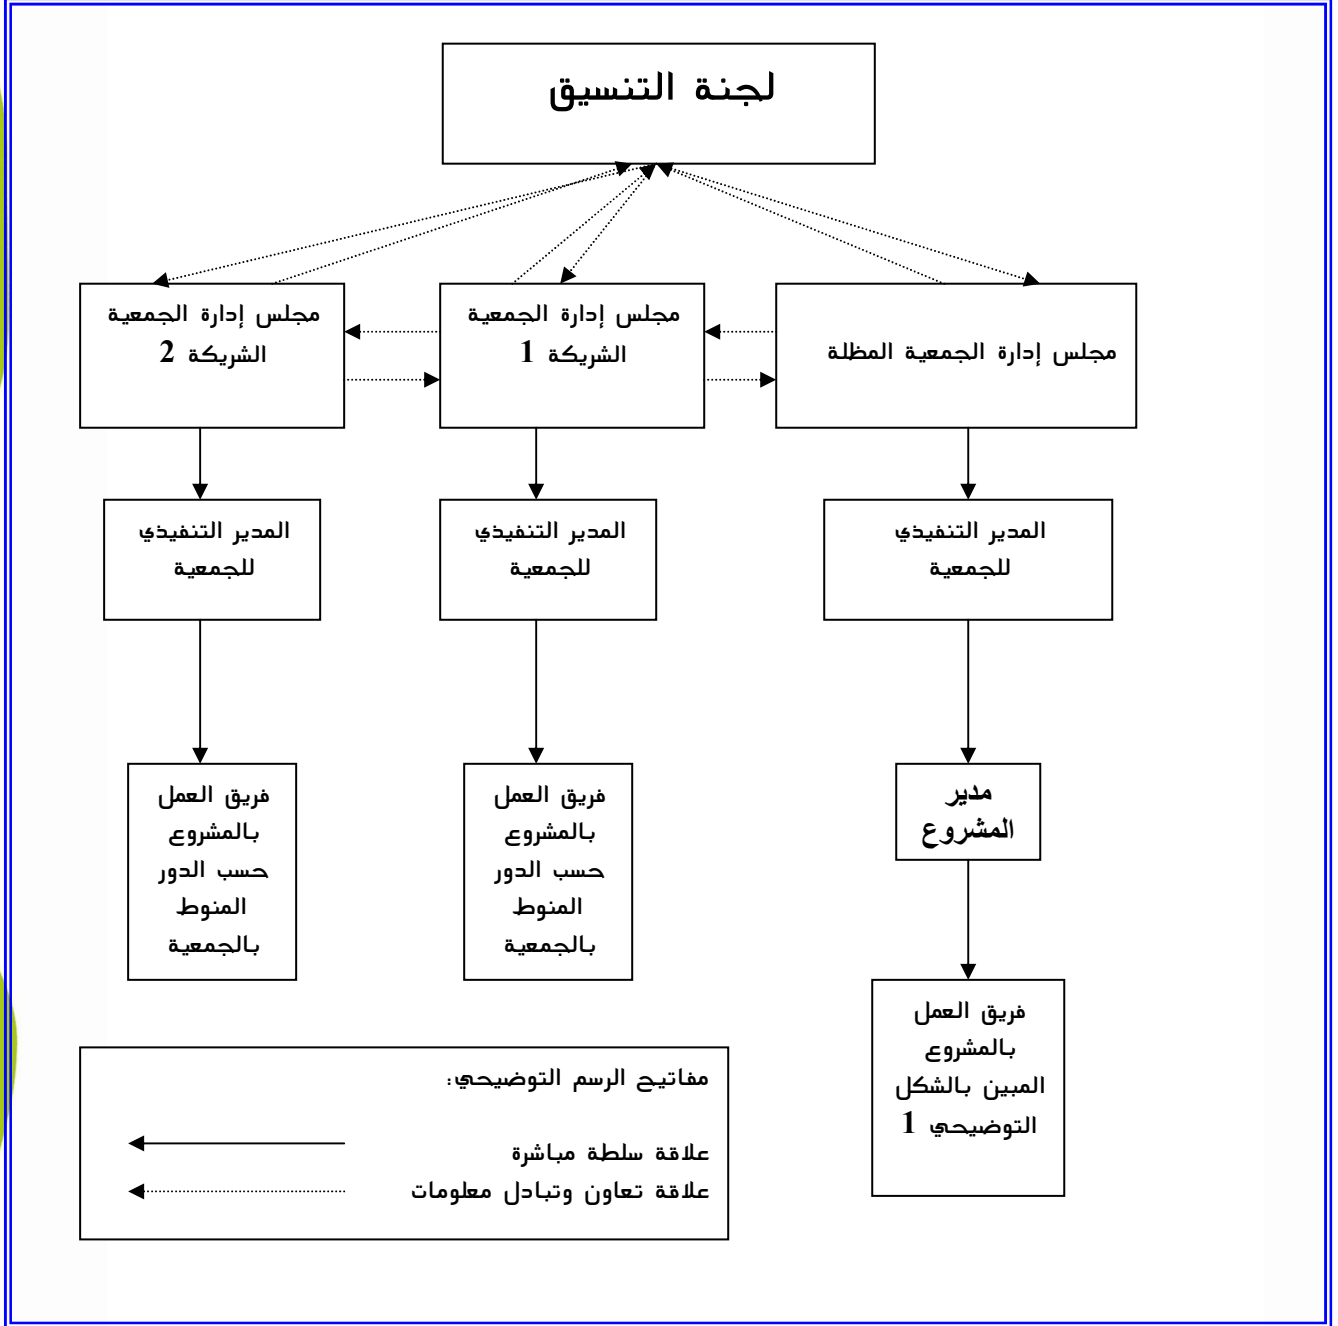 لجنة التنسيق
مجلس إدارة الجمعية المظلة
مجلس إدارة الجمعية
الشريكة 1
مجلس إدارة الجمعية
الشريكة 2
المدير التنفيذي
للجمعية
المدير التنفيذي
للجمعية
المدير التنفيذي
للجمعية
مدير
المشروع
فريق العمل
بالمشروع
حسب الدور
المنوط
بالجمعية
فريق العمل
بالمشروع
حسب الدور
المنوط
بالجمعية
فريق العمل
بالمشروع
المبين بالشكل
التوضيحي 1
مفاتيح الرسم التوضيحي:
علاقة سلطة مباشرة
علاقة تعاون وتبادل معلومات